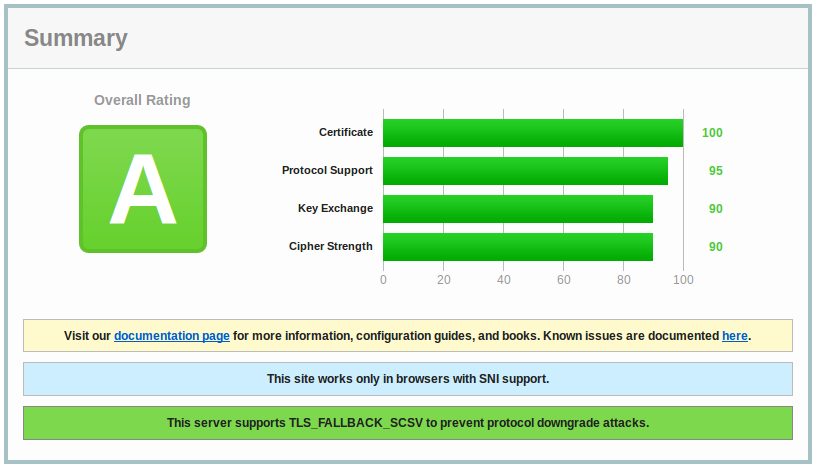 Summary
Overall Rating
A
Certificate 100
Protocol Support 95
Key Exchange 90
Cipher Strength 90
0 20 40 60 80 100
Visit our documentation page for more information, configuration guides, and books. Known issues are documented here.
This site works only in browsers with SNI support.
This server supports TLS_FALLBACK_SCSV to prevent protocol downgrade attacks.